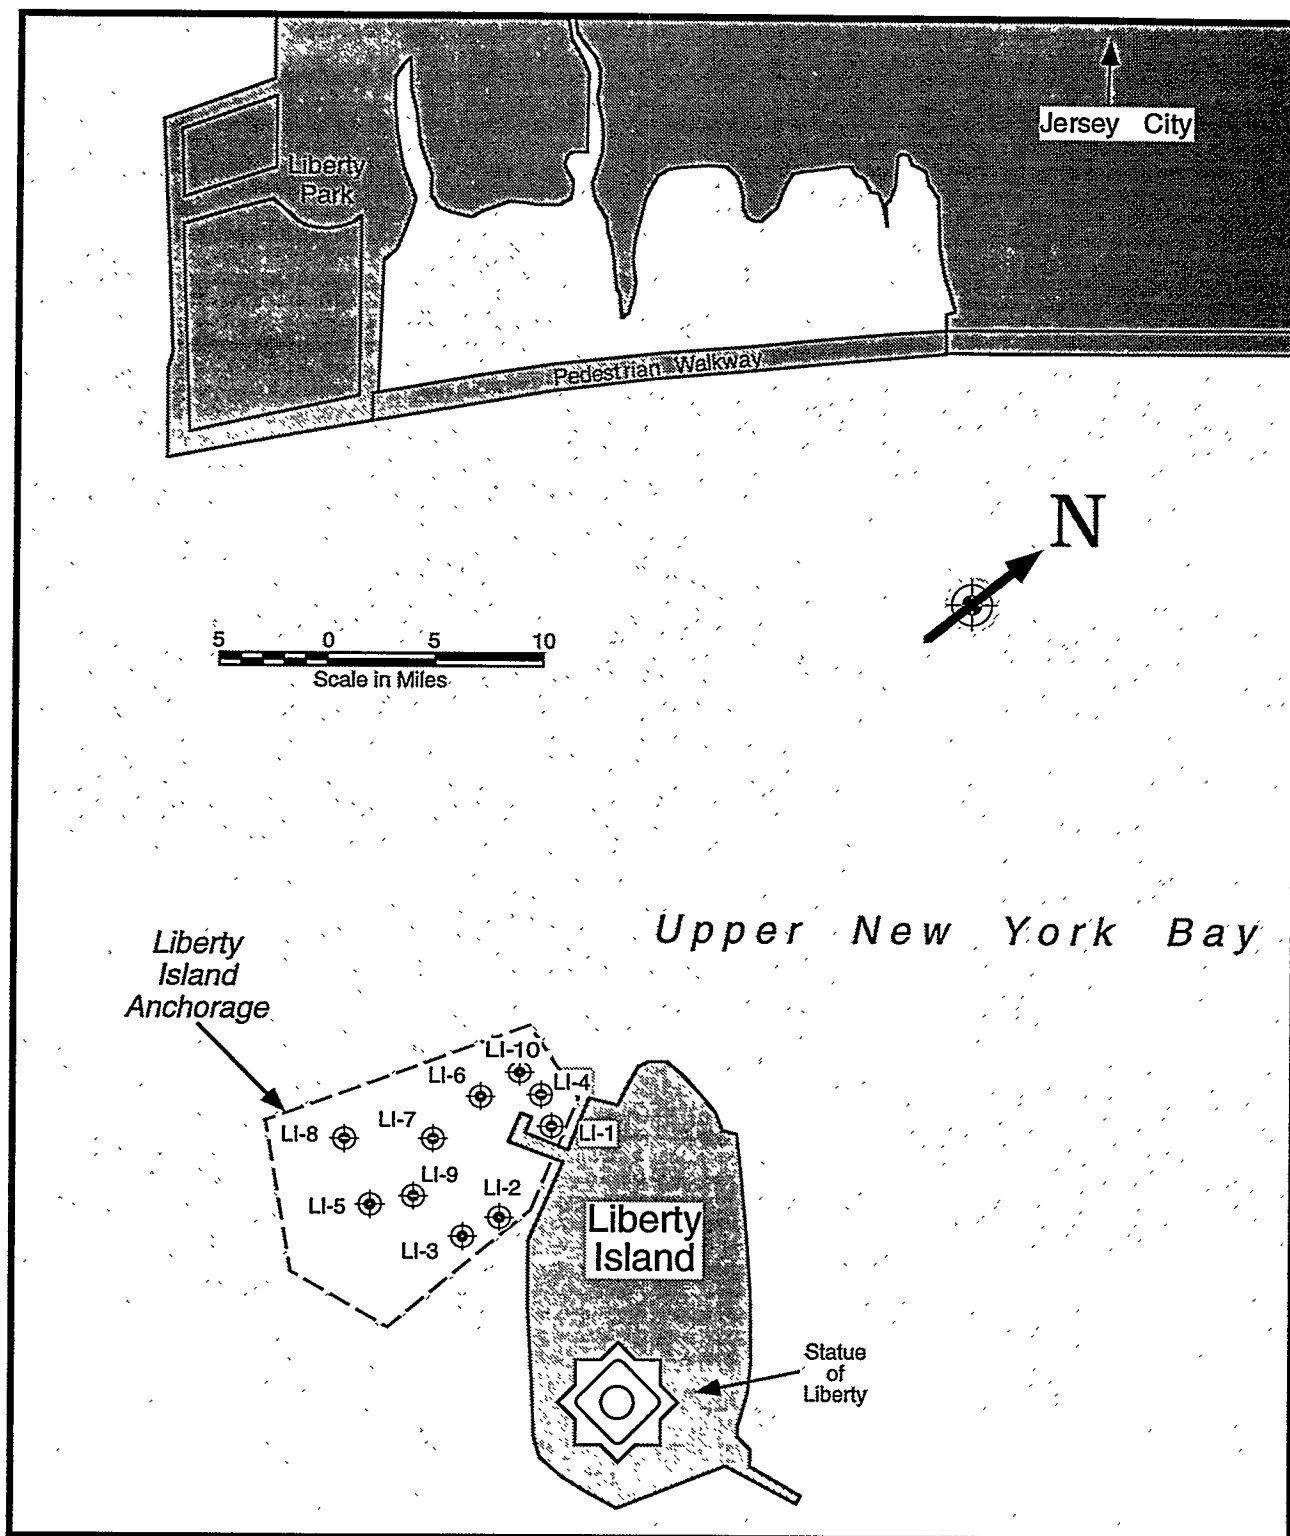 Jersey City
Liberty
Park
Pedestrian Walkway
N
5 0 5 10
Scale in Miles
Upper New York Bay
Liberty
Island
Anchorage
LI-10
LI-6
LI-4
LI-7
LI-1
LI-8
LI-9
LI-2
LI-5
LI-3
Liberty
Island
Statue
of
Liberty